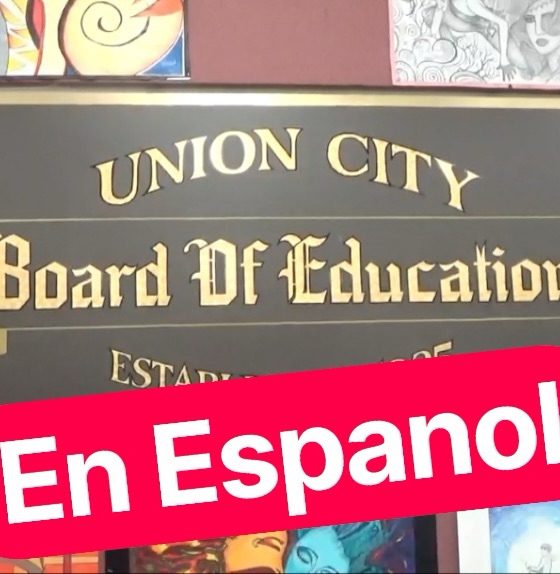 UNION CITY
Board Of Education
En Espanol